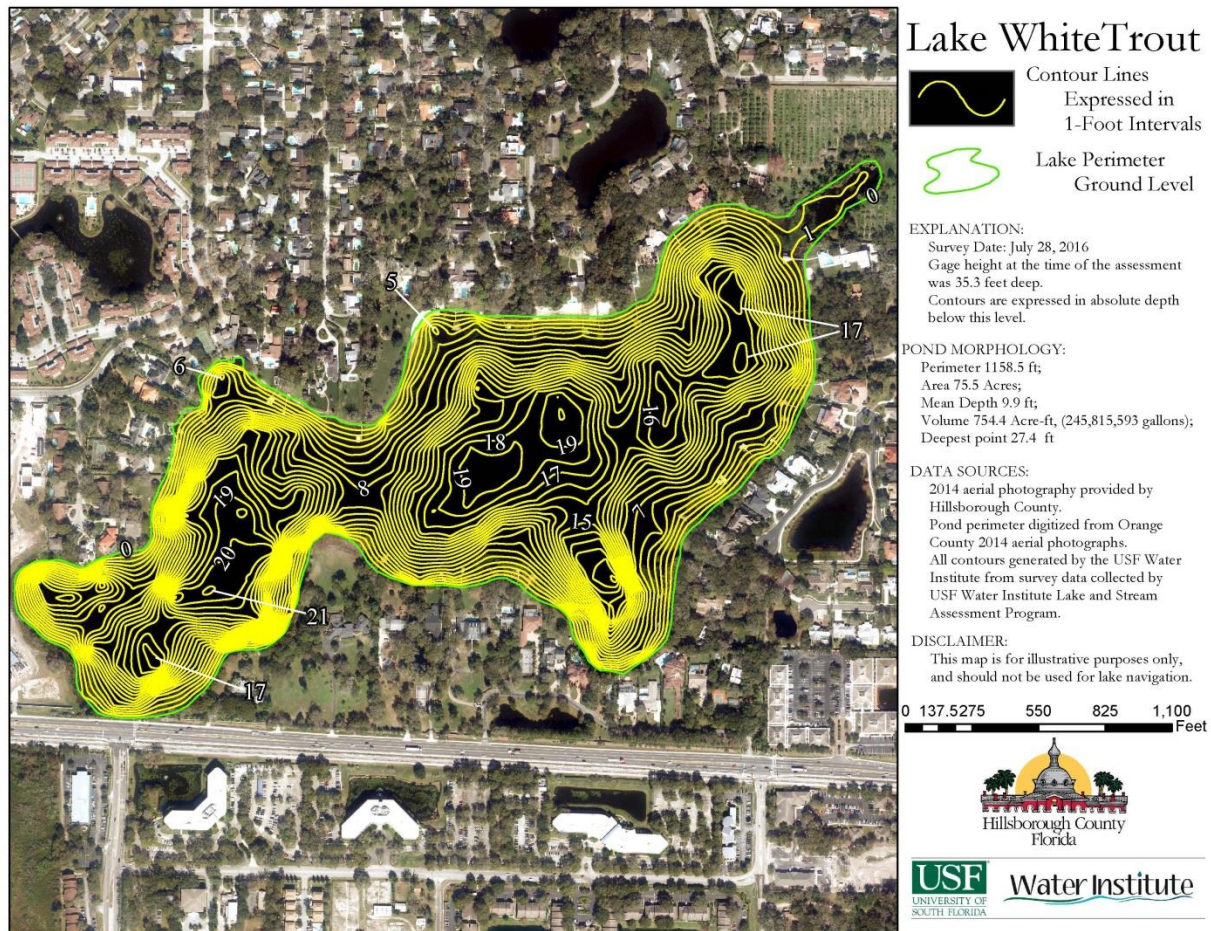 Lake WhiteTrout
Contour Lines
Expressed in
1-Foot Intervals
Lake Perimeter
Ground Level
EXPLANATION:
Survey Date: July 28, 2016
Gage height at the time of the assessment
was 35.3 feet deep.
Contours are expressed in absolute depth
below this level.
POND MORPHOLOGY:
Perimeter 1158.5 ft;
Area 75.5 Acres;
Mean Depth 9.9 ft;
Volume 754.4 Acre-ft, (245,815,593 gallons);
Deepest point 27.4 ft
DATA SOURCES:
2014 aerial photography provided by
Hillsborough County.
Pond perimeter digitized from Orange
County 2014 aerial photographs.
All contours generated by the USF Water
Institute from survey data collected by
USF Water Institute Lake and Stream
Assessment Program.
DISCLAIMER:
This map is for illustrative purposes only,
and should not be used for lake navigation.
0 137.5275 550 825 1,100
Feet
Hillsborough County
Florida
USF
UNIVERSITY OF
SOUTH FLORIDA
Water Institute
0
1
5
17
6
16
18
19
19
17
8
19
15
7
0
20
21
17